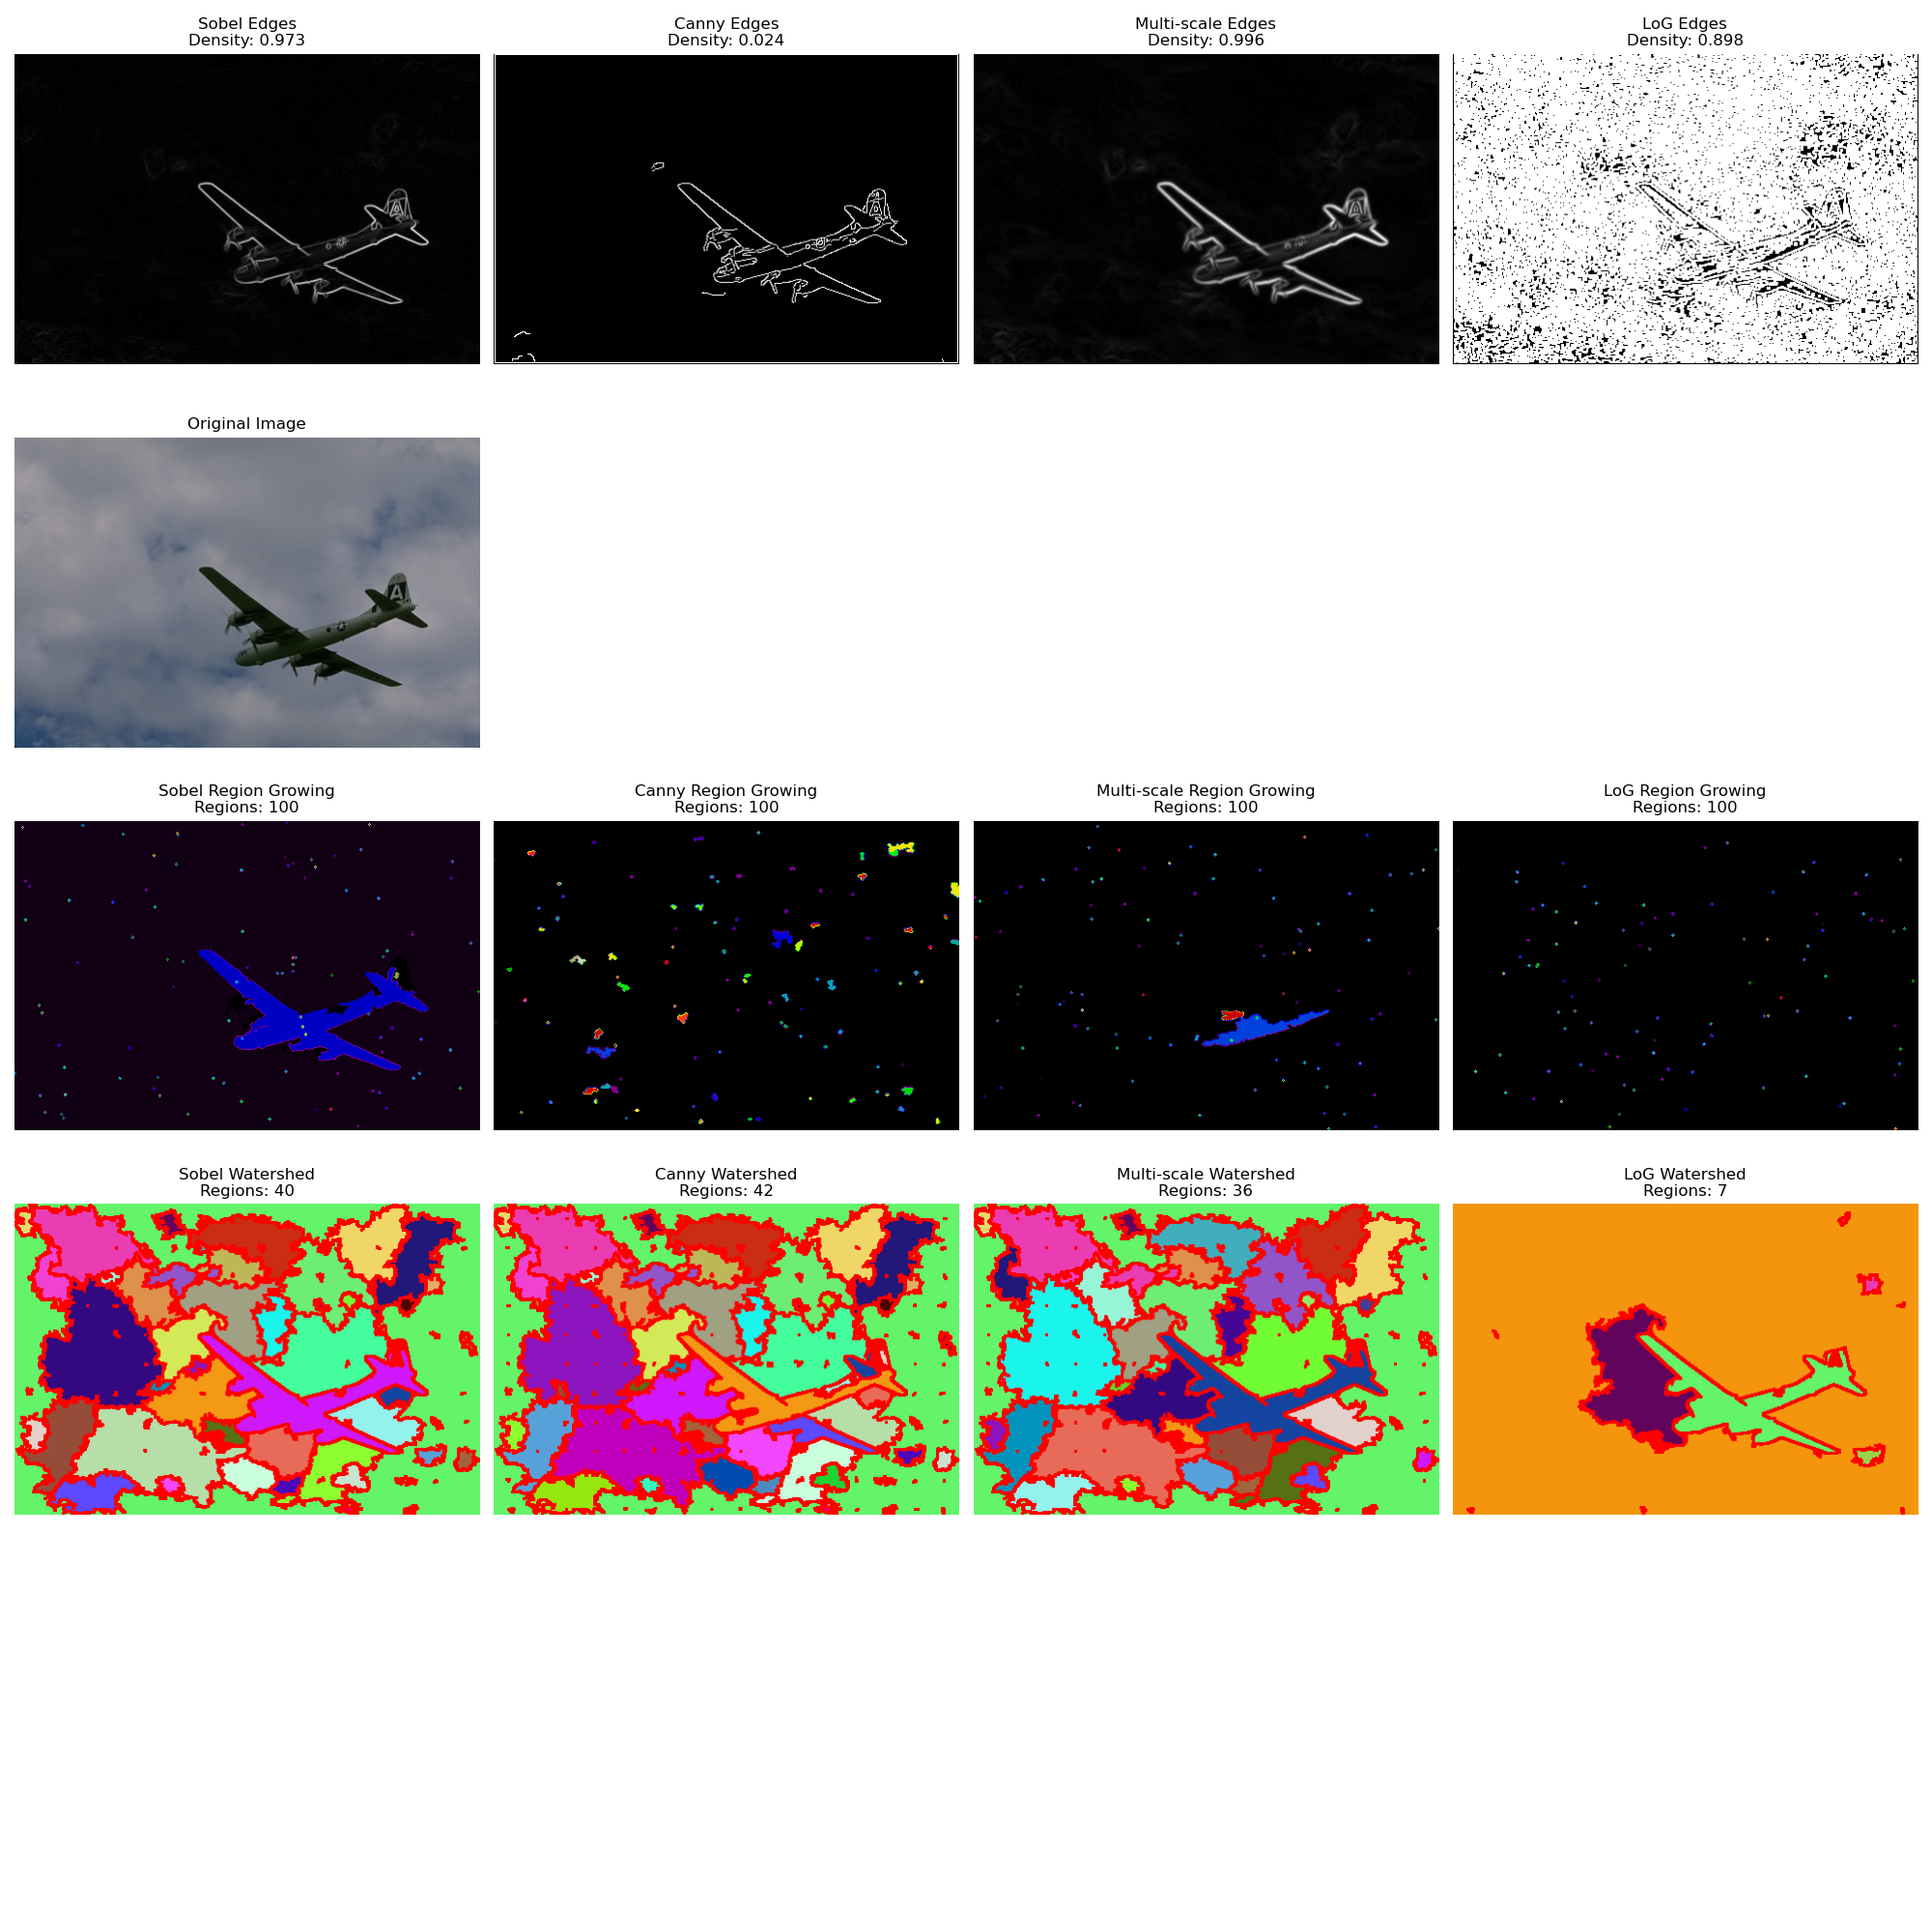 Sobel Edges
Density: 0.973
Canny Edges
Density: 0.024
Multi-scale Edges
Density: 0.996
LoG Edges
Density: 0.898
A
A
A
Original Image
A
Sobel Region Growing
Regions: 100
Canny Region Growing
Regions: 100
Multi-scale Region Growing
Regions: 100
LoG Region Growing
Regions: 100
Sobel Watershed
Regions: 40
Canny Watershed
Regions: 42
Multi-scale Watershed
Regions: 36
LoG Watershed
Regions: 7